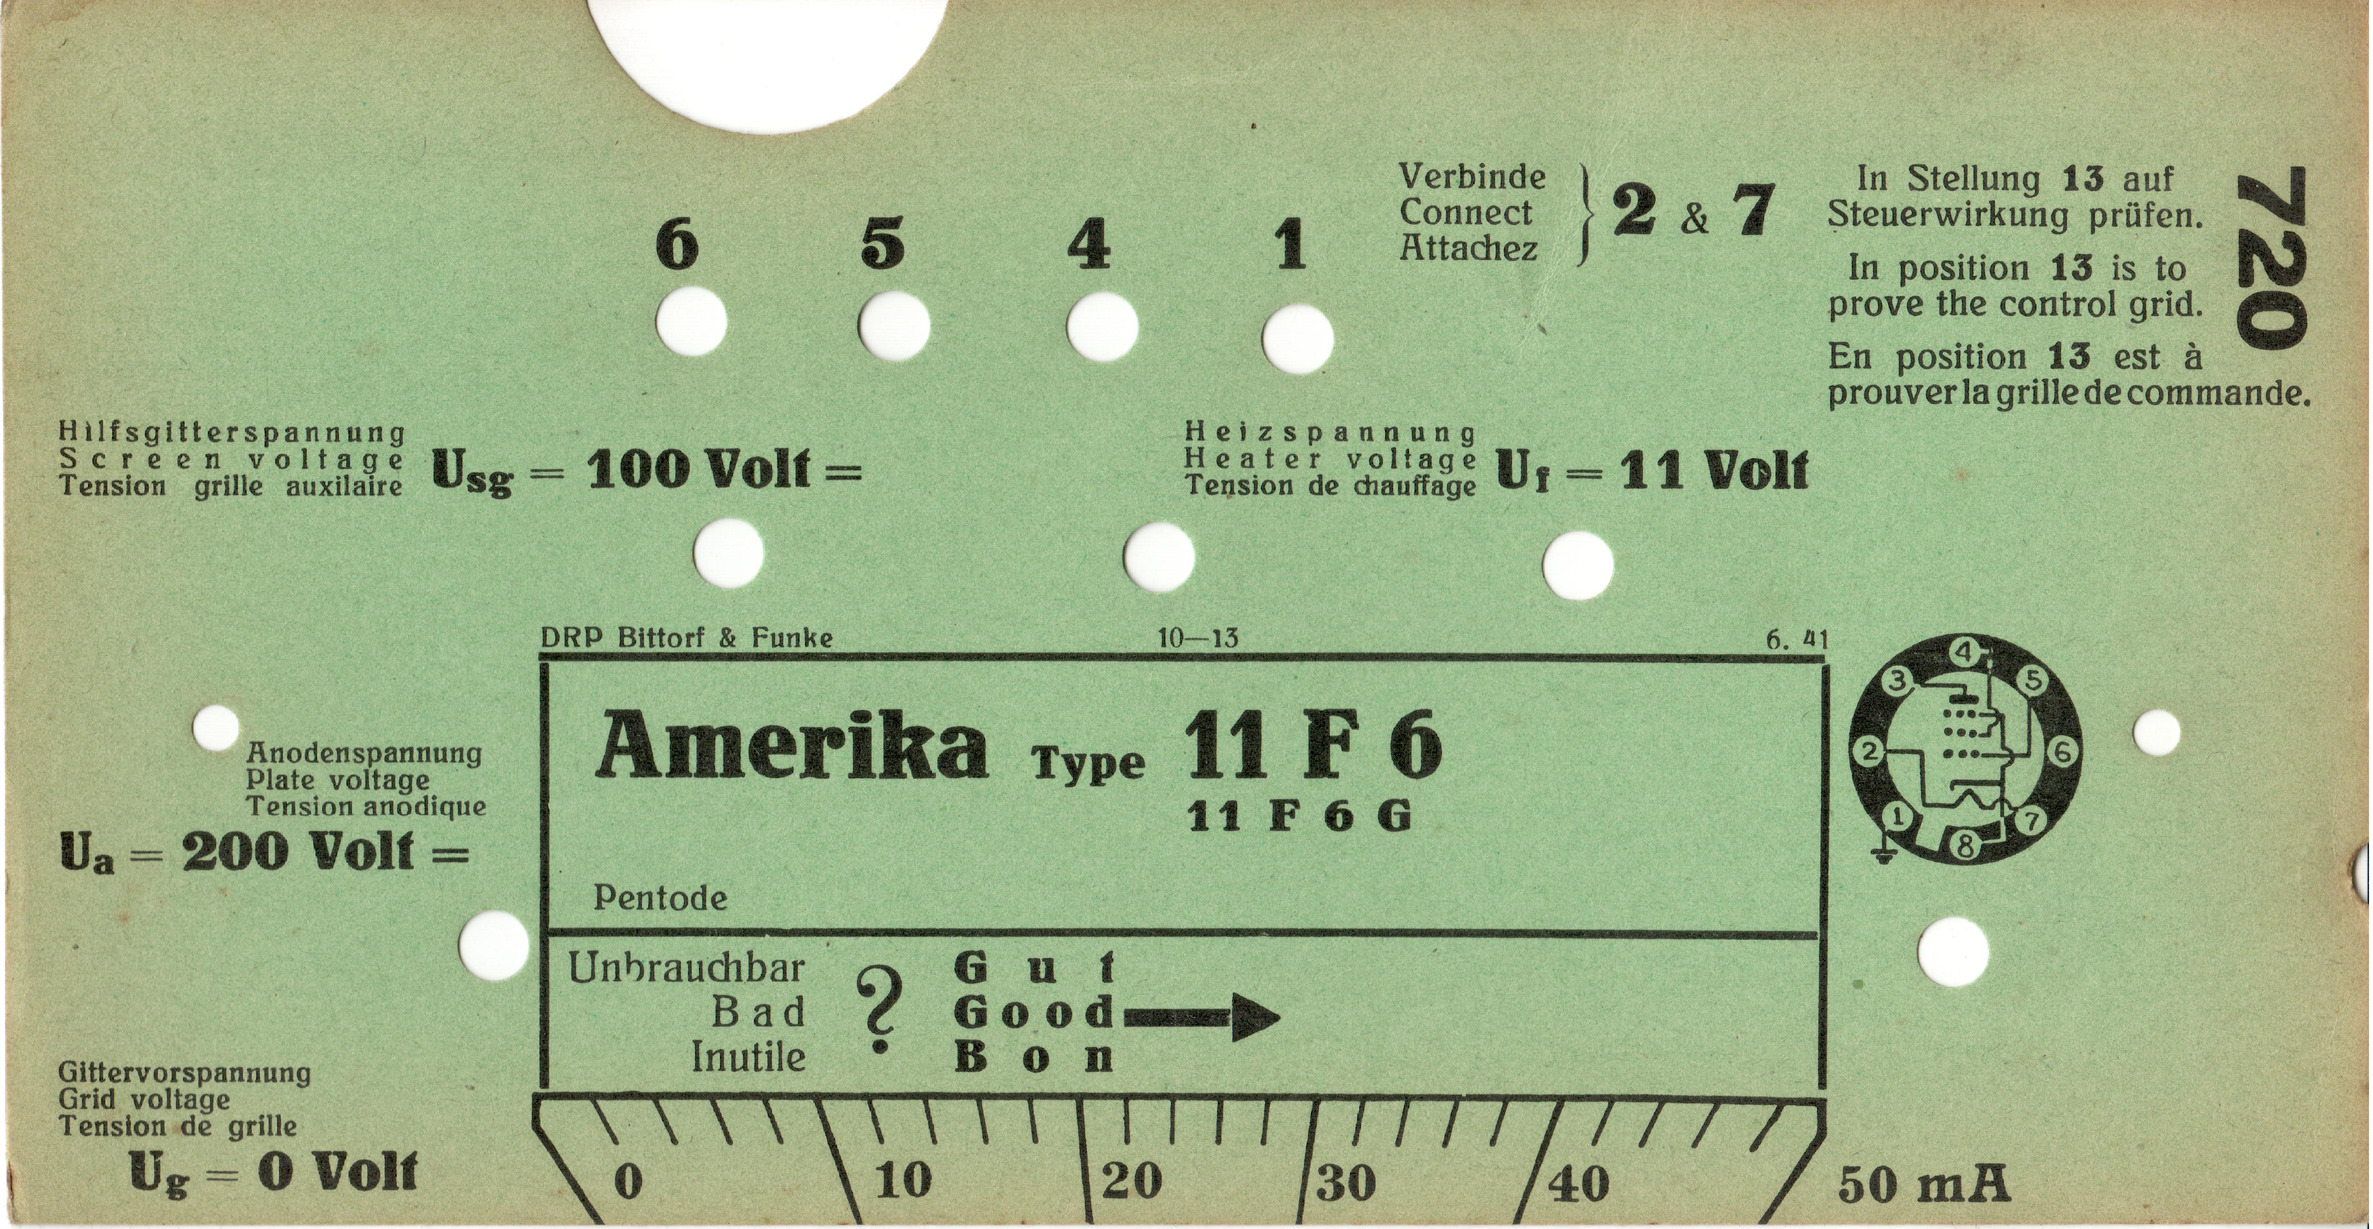 Verbinde
Connect
Attachez
2 & 7
In Stellung 13 auf
Steuerwirkung prüfen.
In position 13 is to
prove the control grid.
En position 13 est à
prouver la grille de commande.
720
6 5 4 1
Hilfsgitterspannung
Screen voltage
Tension grille auxilaire
Usg = 100 Volt =
Heizspannung
Heater voltage
Tension de chauffage
Uf = 11 Volt
DRP Bittorf & Funke 10—13 6. 41
Amerika Type 11 F 6
11 F 6 G
Pentode
4
3 5
2 6
1 7
8
Anodenspannung
Plate voltage
Tension anodique
Ua = 200 Volt =
Unbrauchbar
Bad
Inutile
?
Gut
Good
Bon
Gittervorspannung
Grid voltage
Tension de grille
Ug = 0 Volt
0 10 20 30 40 50 mA